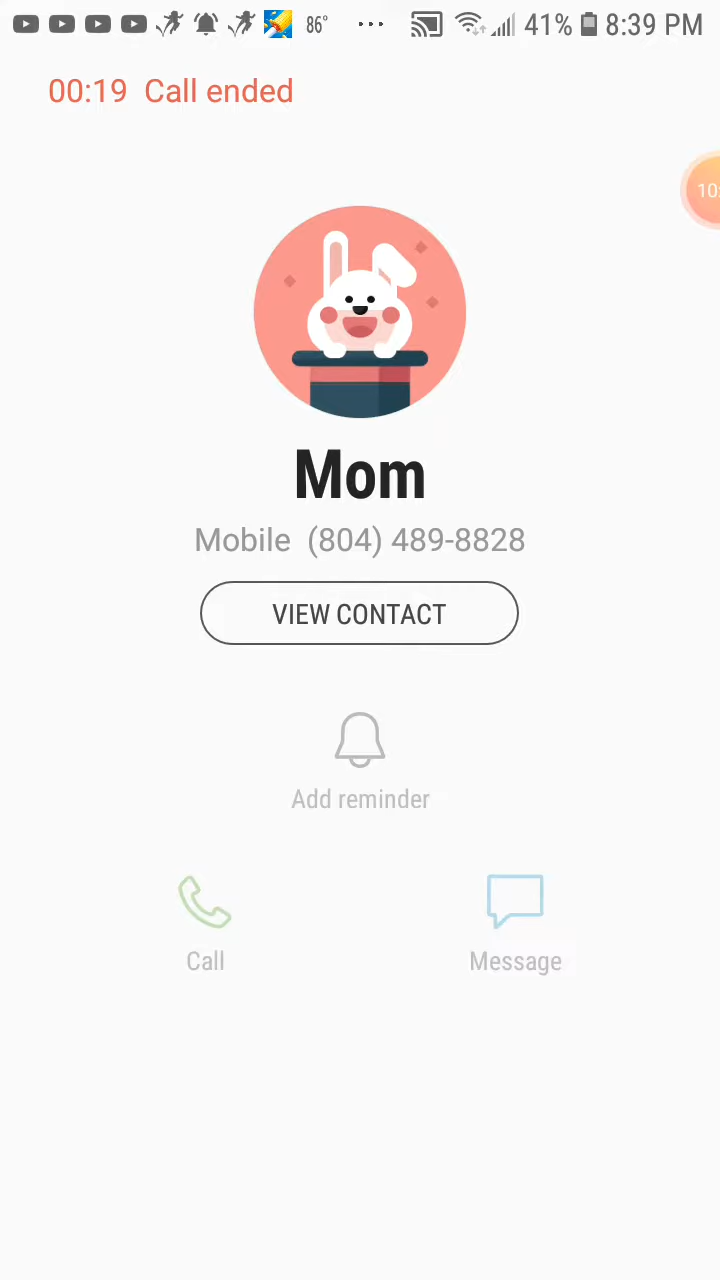 86° ... 41% 8:39 PM
00:19 Call ended
10:
Mom
Mobile (804) 489-8828
VIEW CONTACT
Add reminder
Call Message